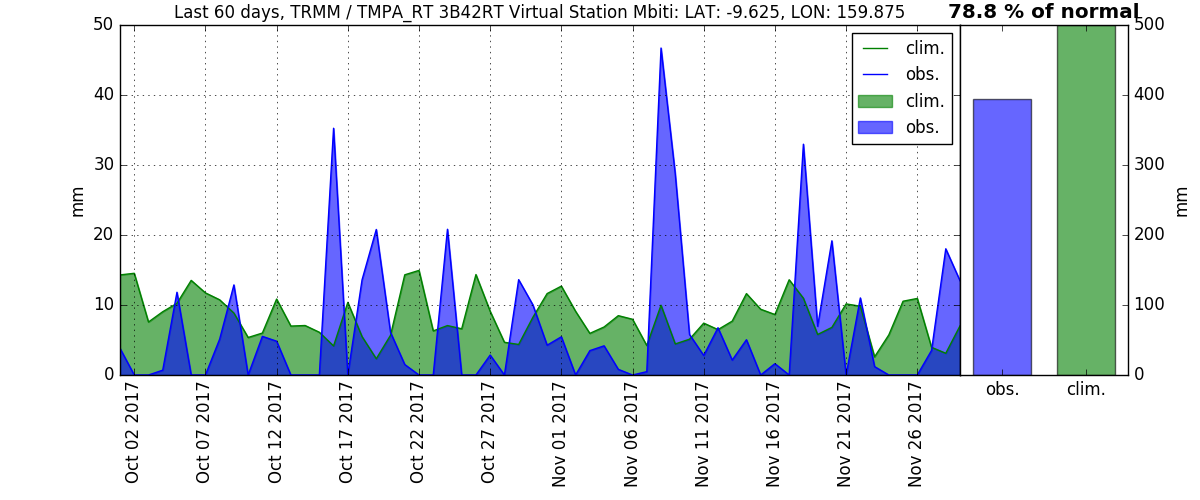 Last 60 days, TRMM / TMPA_RT 3B42RT Virtual Station Mbiti: LAT: -9.625, LON: 159.875
78.8 % of normal
50
40
30
20
10
0
mm
clim.
obs.
clim.
obs.
500
400
300
200
100
0
mm
Oct 02 2017
Oct 07 2017
Oct 12 2017
Oct 17 2017
Oct 22 2017
Oct 27 2017
Nov 01 2017
Nov 06 2017
Nov 11 2017
Nov 16 2017
Nov 21 2017
Nov 26 2017
obs.
clim.